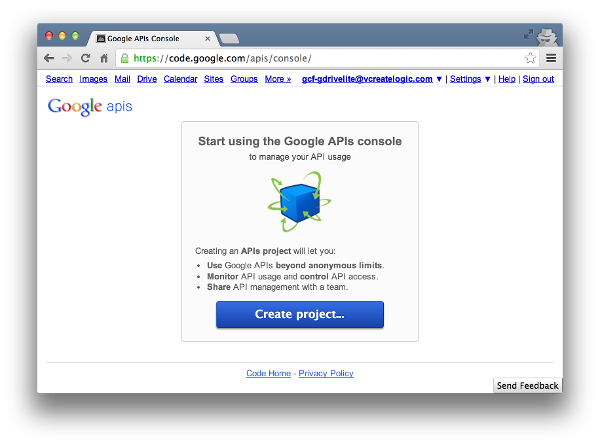 Google APIs Console
https://code.google.com/apis/console/
Search Images Mail Drive Calendar Sites Groups More » gcf-gdrivelite@vcreatelogic.com ▼ | Settings ▼ | Help | Sign out
Google apis
Start using the Google APIs console
to manage your API usage
Creating an APIs project will let you:
• Use Google APIs beyond anonymous limits.
• Monitor API usage and control API access.
• Share API management with a team.
Create project...
Code Home - Privacy Policy
Send Feedback